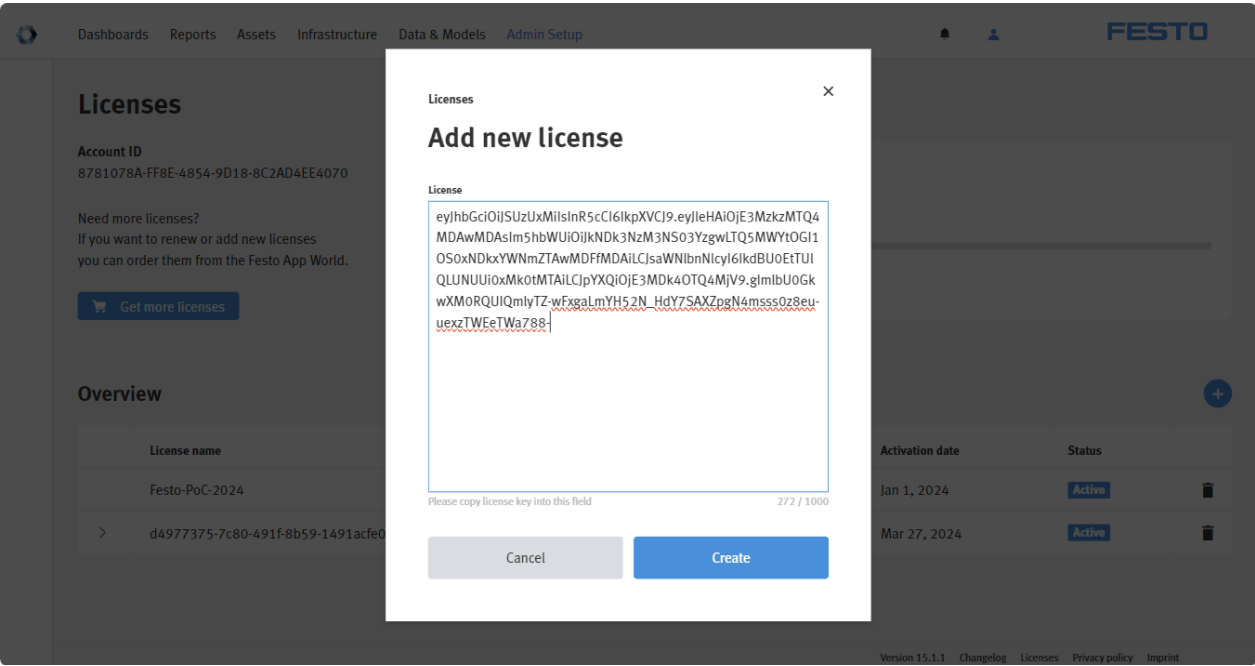 Dashboards Reports Assets Infrastructure Data & Models Admin Setup FESTO
Licenses
Account ID
8781078A-FF8E-4854-9D18-8C2AD4EE4070
Need more licenses?
If you want to renew or add new licenses
you can order them from the Festo App World.
Get more licenses
Overview
License name Activation date Status
Festo-PoC-2024 Jan 1, 2024 Active
d4977375-7c80-491f-8b59-1491acfe0 Mar 27, 2024 Active
Licenses
Add new license
License
eyJhbGciOiJSUzUxMiIsInR5cCI6IkpXVCJ9.eyJleHAiOjE3MzkzMTQ4
MDAwMDAsIm5hbWUiOiJkNDk3NzM3NS03YzgwLTQ5MWYtOGI1
OS0xNDkxYWNmZTAwMDFfMDAiLCJsaWNlbnNlcyI6IkdBU0EtTUl
QLUNUUi0xMk0tMTAiLCJpYXQiOjE3MDk4OTQ4MjV9.gImlbU0Gk
wXM0RQUIQmlyTZ-wFxgaLmYH52N_HdY7SAXZpgN4msss0z8eu-
uexzTWEeTWa788-
Please copy license key into this field 272 / 1000
Cancel Create
Version 15.1.1 Changelog Licenses Privacy policy Imprint